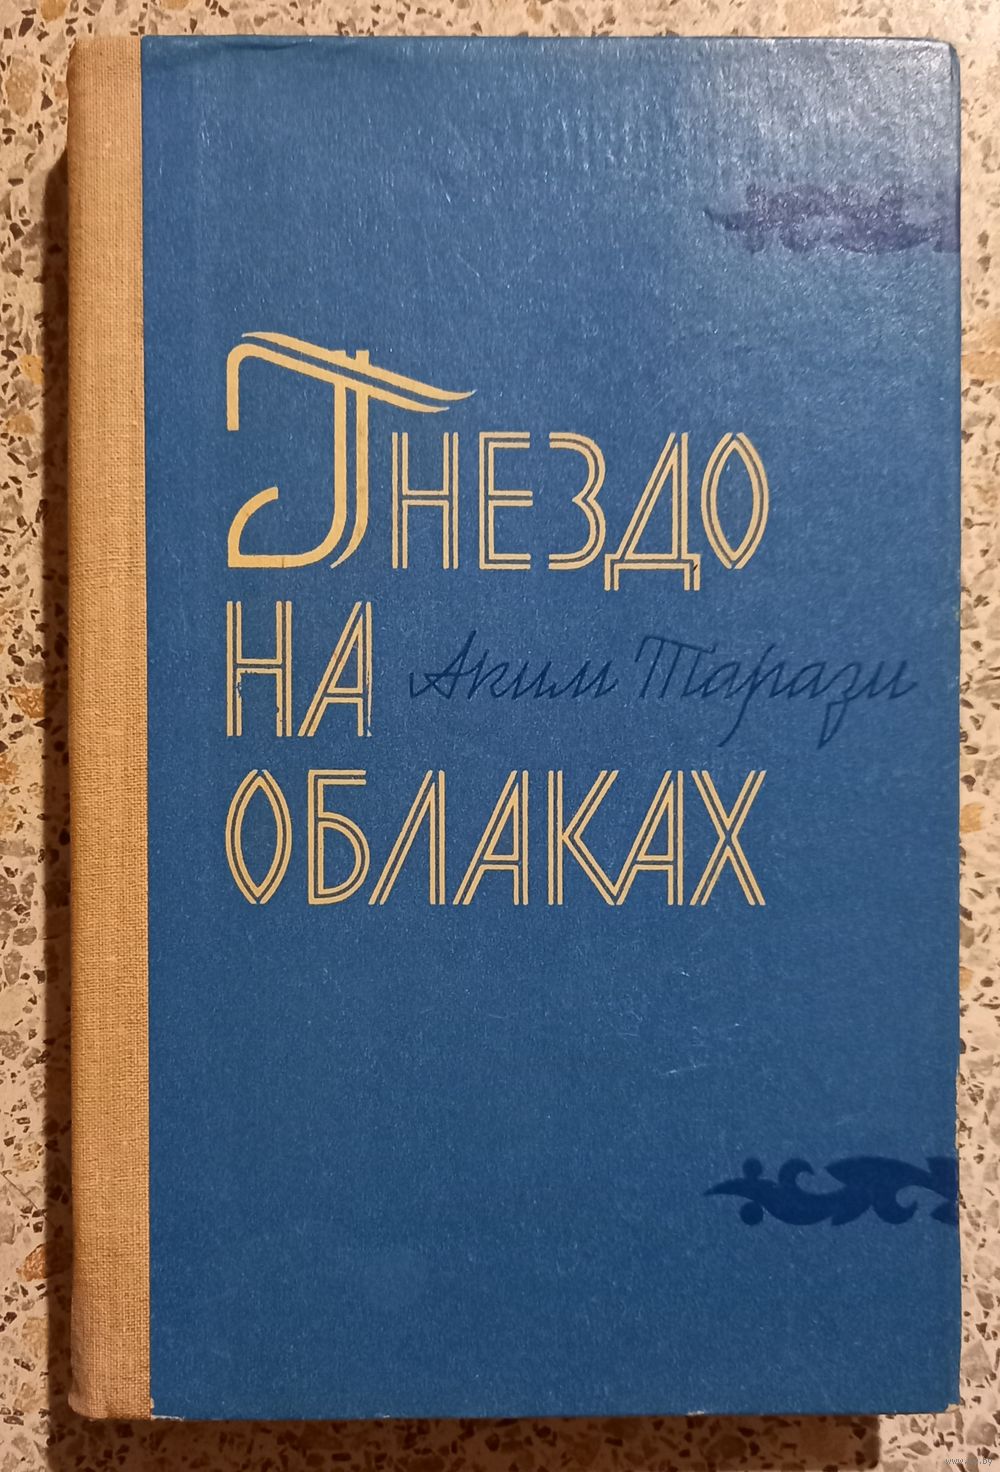 Гнездо
на
Аким Тарази
облаках